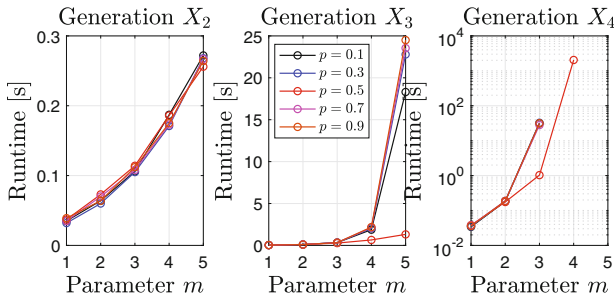 Generation X2
Runtime [s]
0.3
0.2
0.1
0
1 2 3 4 5
Parameter m
Generation X3
Runtime [s]
25
20
15
10
5
0
p = 0.1
p = 0.3
p = 0.5
p = 0.7
p = 0.9
1 2 3 4 5
Parameter m
Generation X4
Runtime [s]
10^4
10^2
10^0
10^-2
1 2 3 4 5
Parameter m